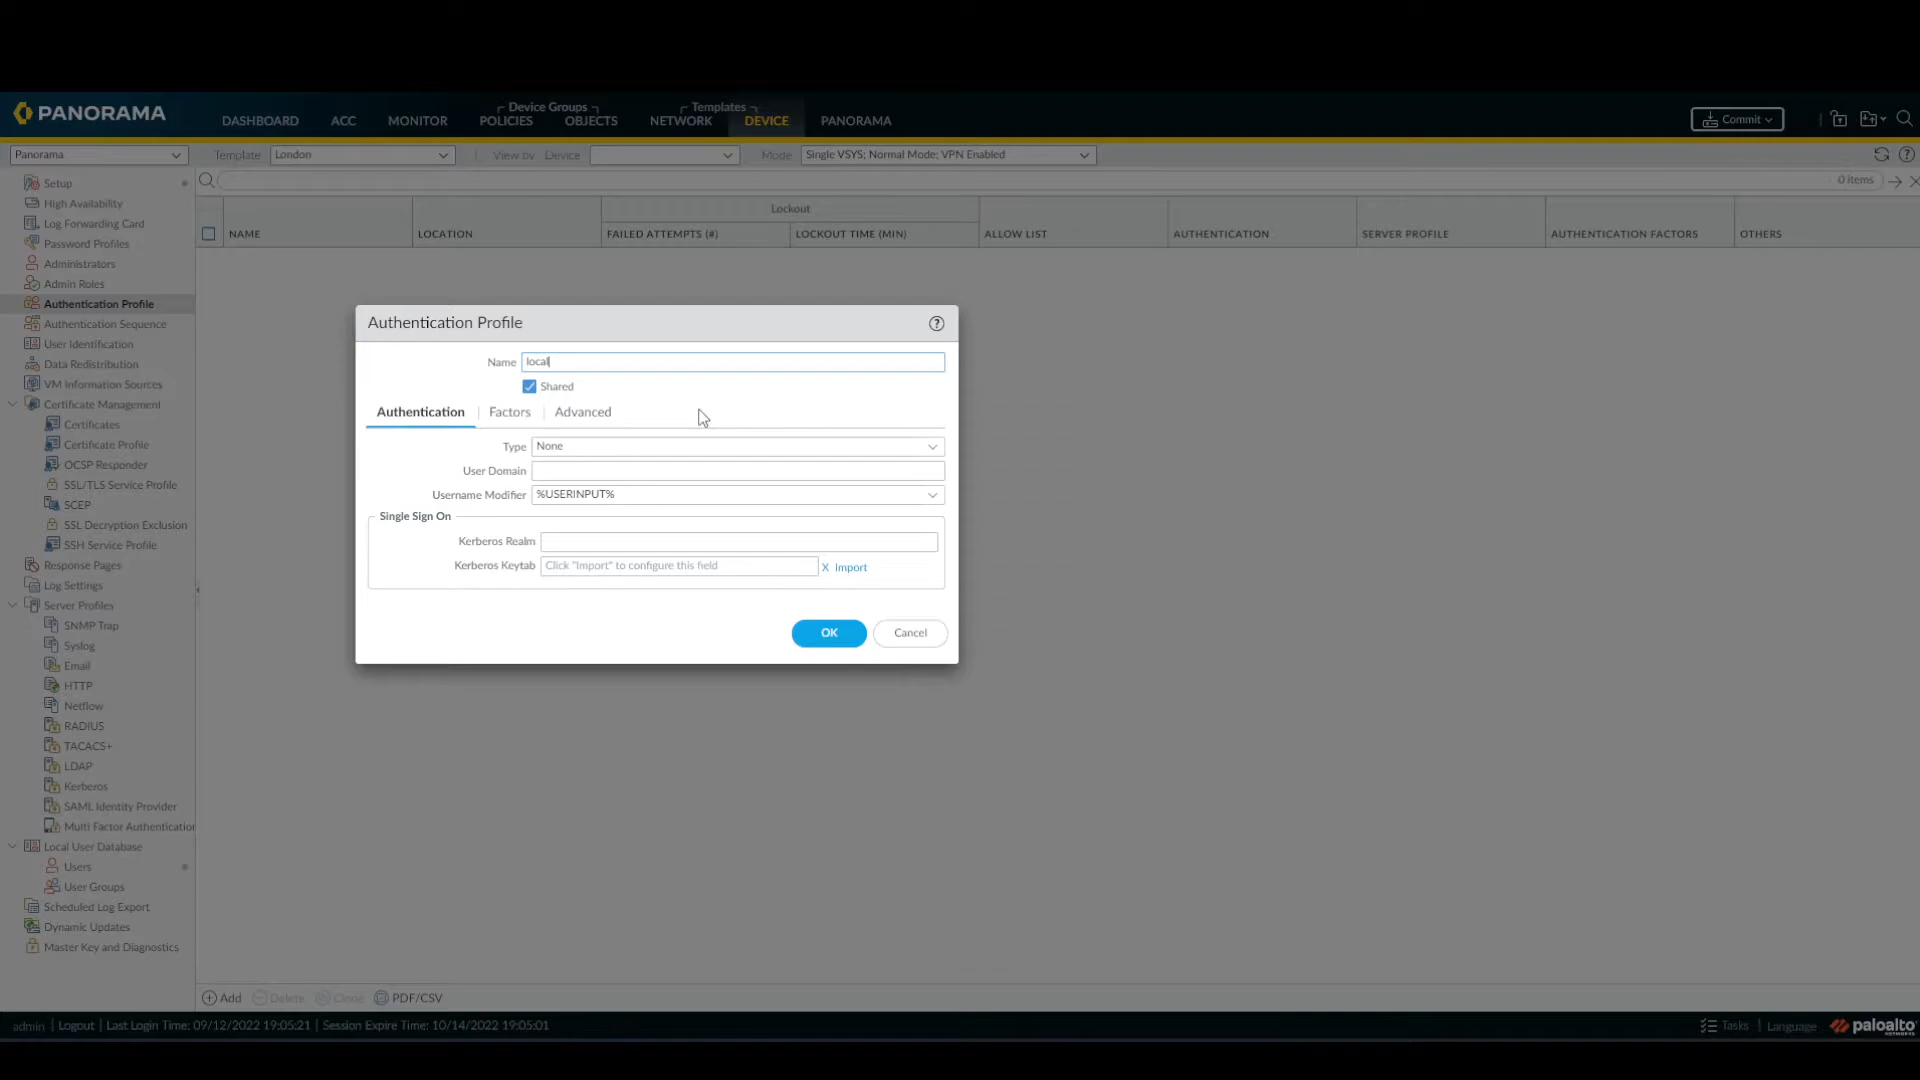 PANORAMA
DASHBOARD
ACC
MONITOR
Device Groups
POLICIES
OBJECTS
Templates
NETWORK
DEVICE
PANORAMA
Commit
Panorama
Template
London
View by
Device
Mode
Single VSYS; Normal Mode; VPN Enabled
0 items
Setup
High Availability
Log Forwarding Card
Password Profiles
Administrators
Admin Roles
Authentication Profile
Authentication Sequence
User Identification
Data Redistribution
VM Information Sources
Certificate Management
Certificates
Certificate Profile
OCSP Responder
SSL/TLS Service Profile
SCEP
SSL Decryption Exclusion
SSH Service Profile
Response Pages
Log Settings
Server Profiles
SNMP Trap
Syslog
Email
HTTP
Netflow
RADIUS
TACACS+
LDAP
Kerberos
SAML Identity Provider
Multi Factor Authentication
Local User Database
Users
User Groups
Scheduled Log Export
Dynamic Updates
Master Key and Diagnostics
Lockout
NAME
LOCATION
FAILED ATTEMPTS (#)
LOCKOUT TIME (MIN)
ALLOW LIST
AUTHENTICATION
SERVER PROFILE
AUTHENTICATION FACTORS
OTHERS
Authentication Profile
Name
local
Shared
Authentication
Factors
Advanced
Type
None
User Domain
Username Modifier
%USERINPUT%
Single Sign On
Kerberos Realm
Kerberos Keytab
Click "Import" to configure this field
X Import
OK
Cancel
Add
Delete
Clone
PDF/CSV
admin | Logout | Last Login Time: 09/12/2022 19:05:21 | Session Expire Time: 10/14/2022 19:05:01
Tasks | Language
paloalto
NETWORKS